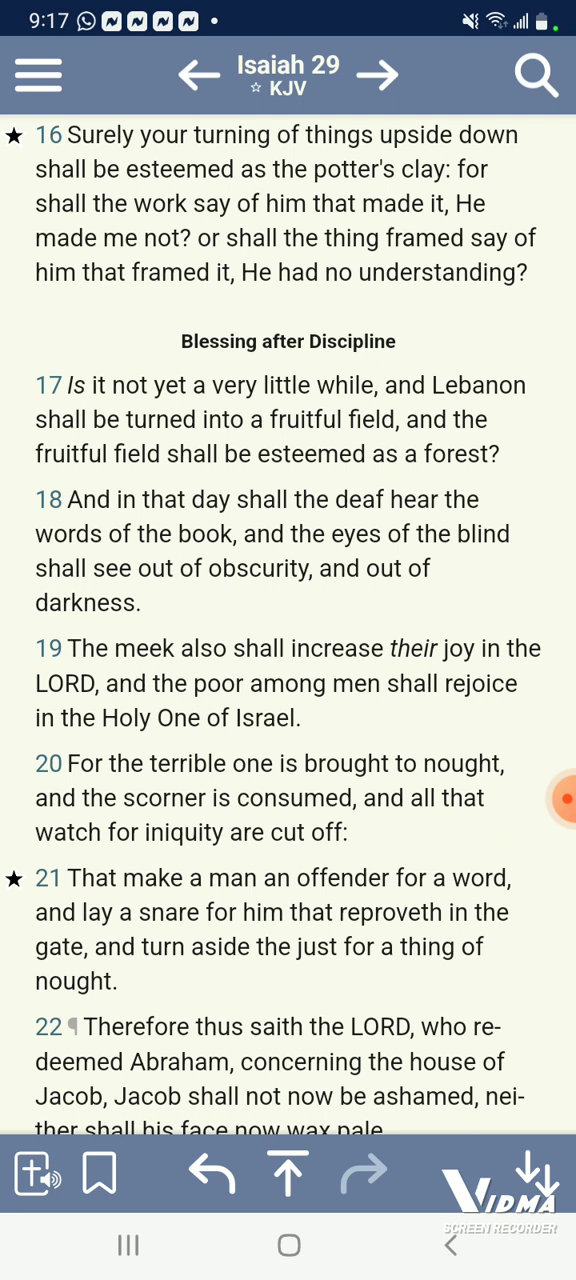 9:17
Isaiah 29
☆ KJV
★ 16 Surely your turning of things upside down
shall be esteemed as the potter's clay: for
shall the work say of him that made it, He
made me not? or shall the thing framed say of
him that framed it, He had no understanding?
Blessing after Discipline
17 Is it not yet a very little while, and Lebanon
shall be turned into a fruitful field, and the
fruitful field shall be esteemed as a forest?
18 And in that day shall the deaf hear the
words of the book, and the eyes of the blind
shall see out of obscurity, and out of
darkness.
19 The meek also shall increase their joy in the
LORD, and the poor among men shall rejoice
in the Holy One of Israel.
20 For the terrible one is brought to nought,
and the scorner is consumed, and all that
watch for iniquity are cut off:
★ 21 That make a man an offender for a word,
and lay a snare for him that reproveth in the
gate, and turn aside the just for a thing of
nought.
22 ¶ Therefore thus saith the LORD, who re-
deemed Abraham, concerning the house of
Jacob, Jacob shall not now be ashamed, nei-
ther shall his face now wax pale
VIDMA
SCREEN RECORDER